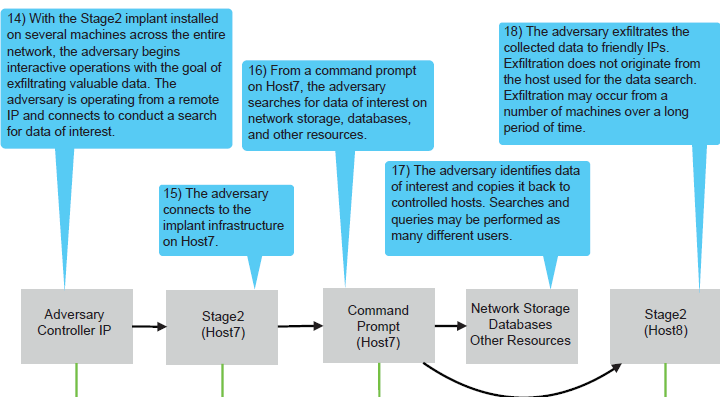 14) With the Stage2 implant installed
on several machines across the entire
network, the adversary begins
interactive operations with the goal of
exfiltrating valuable data. The
adversary is operating from a remote
IP and connects to conduct a search
for data of interest.
15) The adversary
connects to the
implant infrastructure
on Host7.
16) From a command prompt
on Host7, the adversary
searches for data of interest on
network storage, databases,
and other resources.
17) The adversary identifies data
of interest and copies it back to
controlled hosts. Searches and
queries may be performed as
many different users.
18) The adversary exfiltrates the
collected data to friendly IPs.
Exfiltration does not originate from
the host used for the data search.
Exfiltration may occur from a
number of machines over a long
period of time.
Adversary
Controller IP
Stage2
(Host7)
Command
Prompt
(Host7)
Network Storage
Databases
Other Resources
Stage2
(Host8)